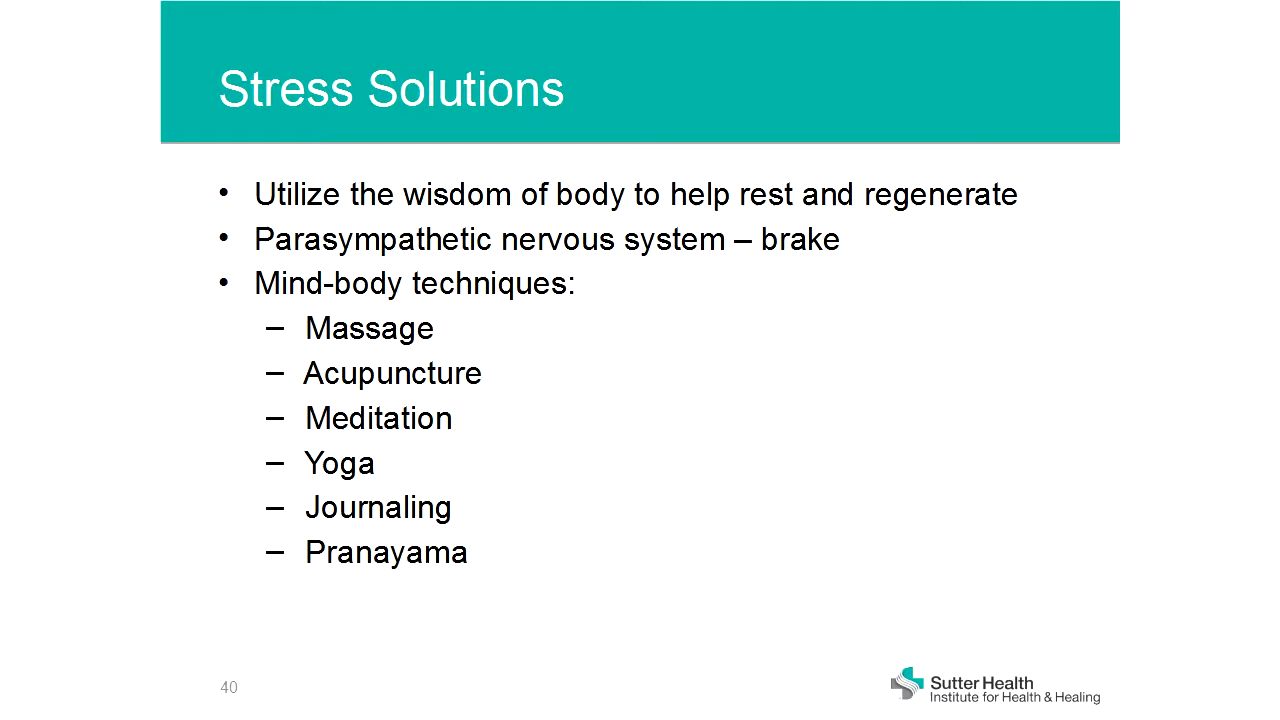 Stress Solutions
• Utilize the wisdom of body to help rest and regenerate
• Parasympathetic nervous system – brake
• Mind-body techniques:
– Massage
– Acupuncture
– Meditation
– Yoga
– Journaling
– Pranayama
40
Sutter Health
Institute for Health & Healing